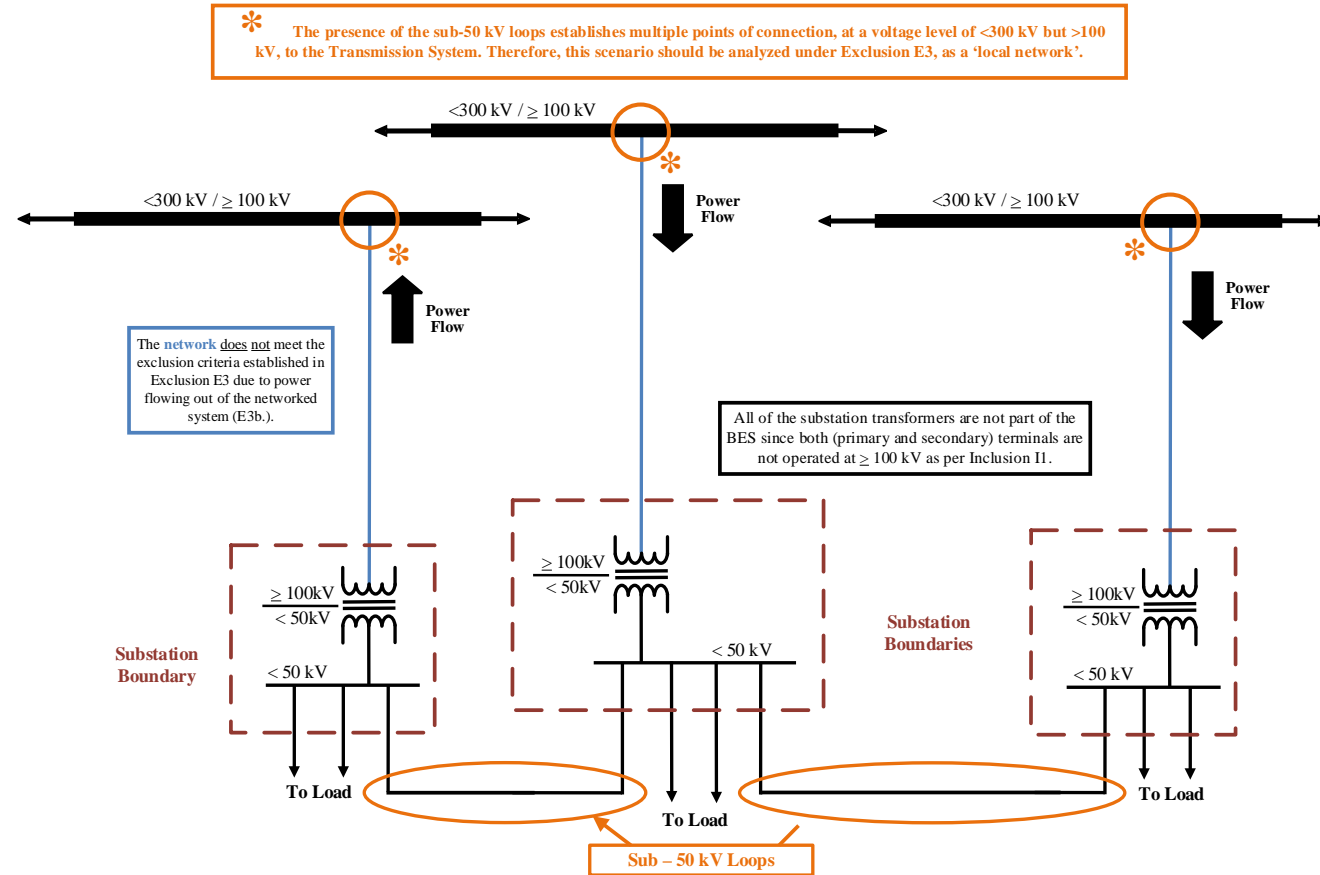 * The presence of the sub-50 kV loops establishes multiple points of connection, at a voltage level of <300 kV but >100
kV, to the Transmission System. Therefore, this scenario should be analyzed under Exclusion E3, as a ‘local network’.
<300 kV / ≥ 100 kV
*
Power
Flow
<300 kV / ≥ 100 kV
*
Power
Flow
<300 kV / ≥ 100 kV
*
Power
Flow
The network does not meet the
exclusion criteria established in
Exclusion E3 due to power
flowing out of the networked
system (E3b.).
All of the substation transformers are not part of the
BES since both (primary and secondary) terminals are
not operated at ≥ 100 kV as per Inclusion I1.
≥ 100kV
< 50kV
≥ 100kV
< 50kV
≥ 100kV
< 50kV
Substation
Boundary
Substation
Boundaries
< 50 kV
< 50 kV
< 50 kV
To Load
To Load
To Load
Sub – 50 kV Loops